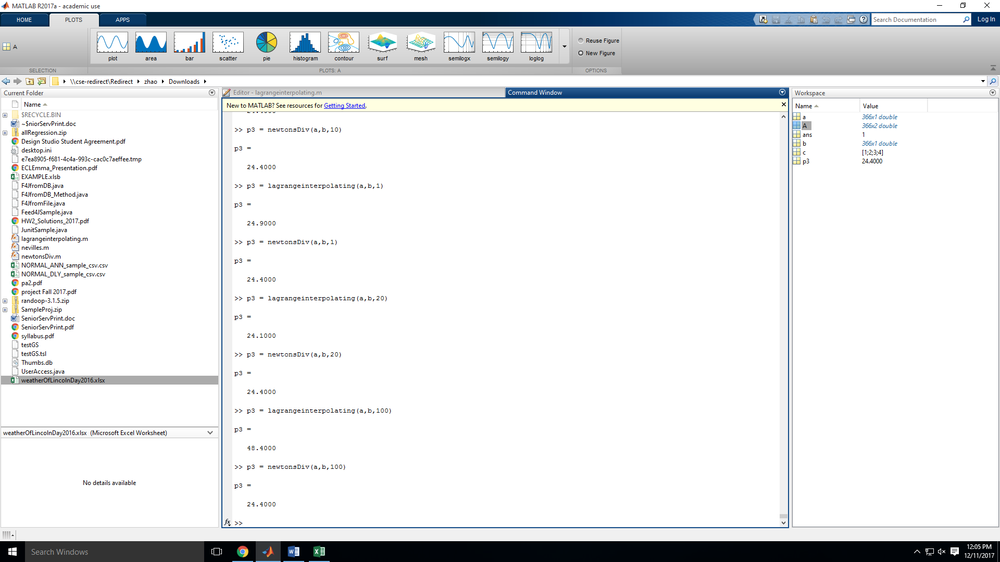 MATLAB R2017a - academic use
HOME PLOTS APPS
Search Documentation
Log In
A
plot area bar scatter pie histogram contour surf mesh semilogx semilogy loglog
Reuse Figure
New Figure
SELECTION PLOTS: A OPTIONS
\\cse-redirect\Redirect zhao Downloads
Current Folder
Name
$RECYCLE.BIN
~$niorServPrint.doc
allRegression.zip
Design Studio Student Agreement.pdf
desktop.ini
e7ea8905-f681-4c4a-993c-cac0c7aeffee.tmp
ECLEmma_Presentation.pdf
EXAMPLE.xlsb
F4JfromDB.java
F4JfromDB_Method.java
F4JfromFile.java
Feed4JSample.java
HW2_Solutions_2017.pdf
JunitSample.java
lagrangeinterpolating.m
nevilles.m
newtonsDiv.m
NORMAL_ANN_sample_csv.csv
NORMAL_DLY_sample_csv.csv
pa2.pdf
project Fall 2017.pdf
randoop-3.1.5.zip
SampleProj.zip
SeniorServPrint.doc
SeniorServPrint.pdf
syllabus.pdf
testGS
testGS.tsl
Thumbs.db
UserAccess.java
weatherOfLincolnDay2016.xlsx
weatherOfLincolnDay2016.xlsx (Microsoft Excel Worksheet)
No details available
Editor - lagrangeinterpolating.m
Command Window
New to MATLAB? See resources for Getting Started.
>> p3 = newtonsDiv(a,b,10)
p3 =
24.4000
>> p3 = lagrangeinterpolating(a,b,1)
p3 =
24.9000
>> p3 = newtonsDiv(a,b,1)
p3 =
24.4000
>> p3 = lagrangeinterpolating(a,b,20)
p3 =
24.1000
>> p3 = newtonsDiv(a,b,20)
p3 =
24.4000
>> p3 = lagrangeinterpolating(a,b,100)
p3 =
48.4000
>> p3 = newtonsDiv(a,b,100)
p3 =
24.4000
fx >>
Workspace
Name Value
a 366x1 double
A 366x2 double
ans 1
b 366x1 double
c [1;2;3;4]
p3 24.4000
Search Windows
12:05 PM
12/11/2017